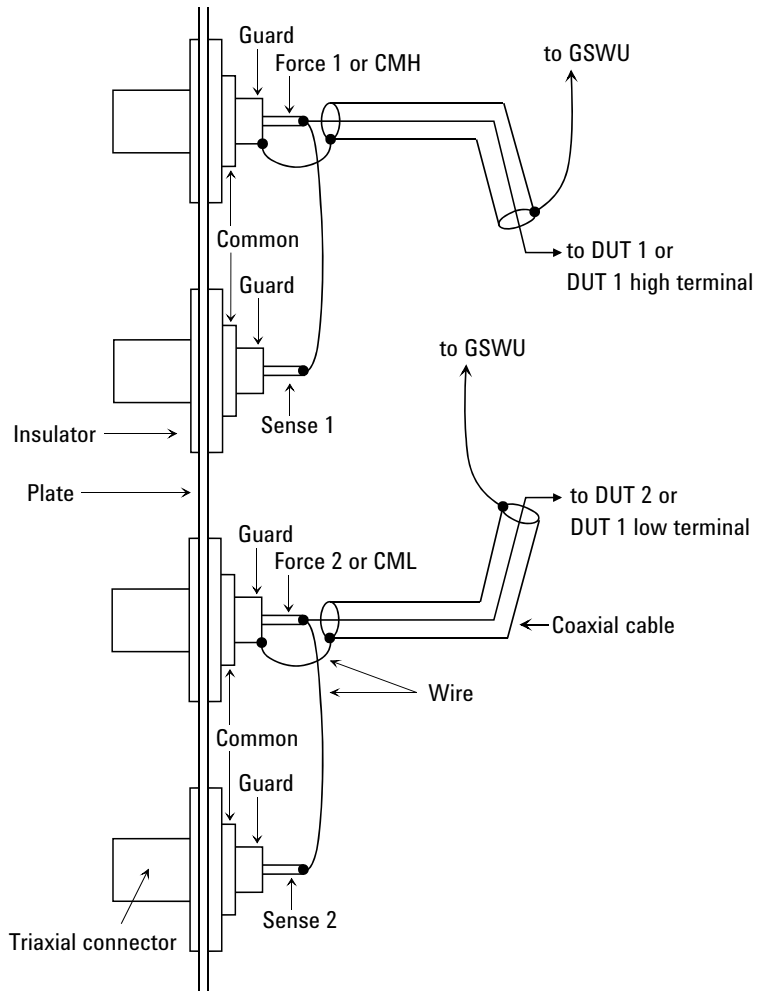 Guard
Force 1 or CMH
to GSWU
Common
to DUT 1 or
DUT 1 high terminal
Guard
to GSWU
Sense 1
Insulator
Plate
to DUT 2 or
DUT 1 low terminal
Guard
Force 2 or CML
Coaxial cable
Wire
Common
Guard
Sense 2
Triaxial connector